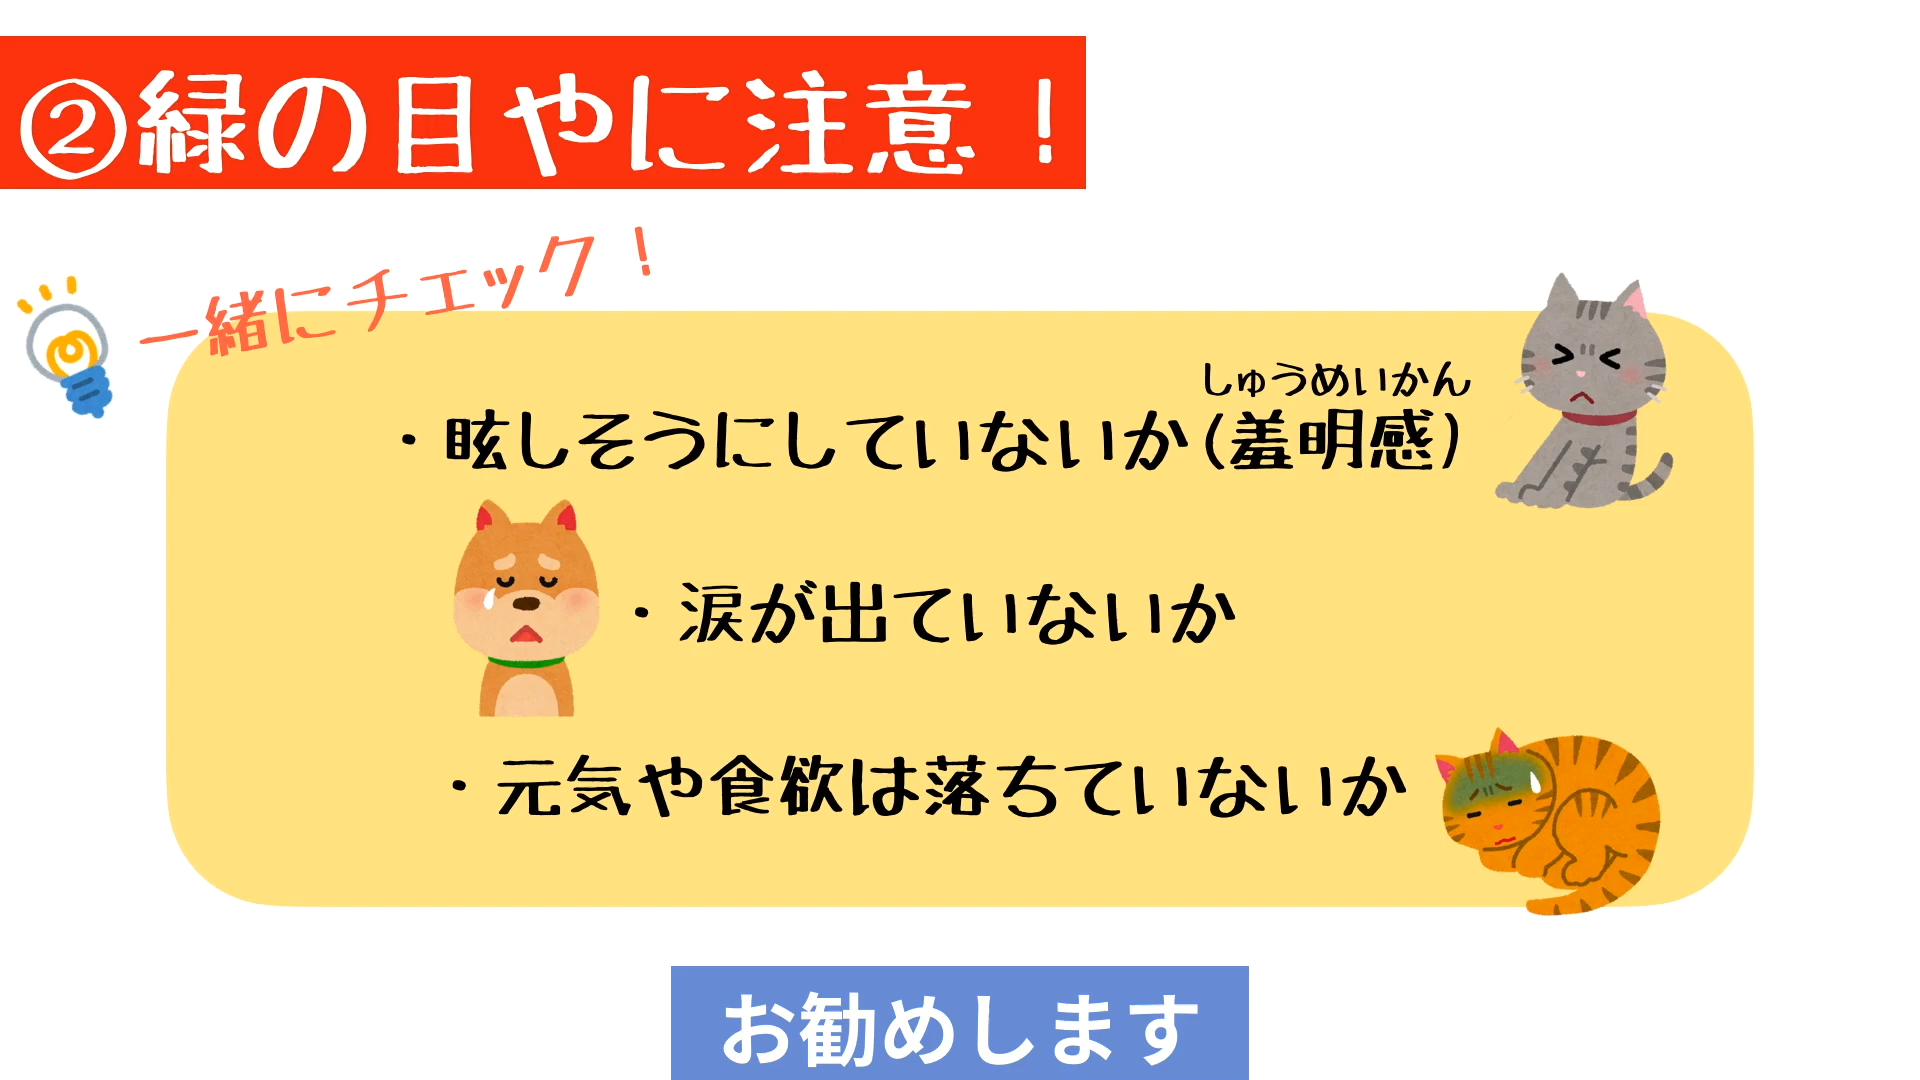 ②緑の目やに注意！
一緒にチェック！
しゅうめいかん
・眩しそうにしていないか(羞明感)
・涙が出ていないか
・元気や食欲は落ちていないか
お勧めします